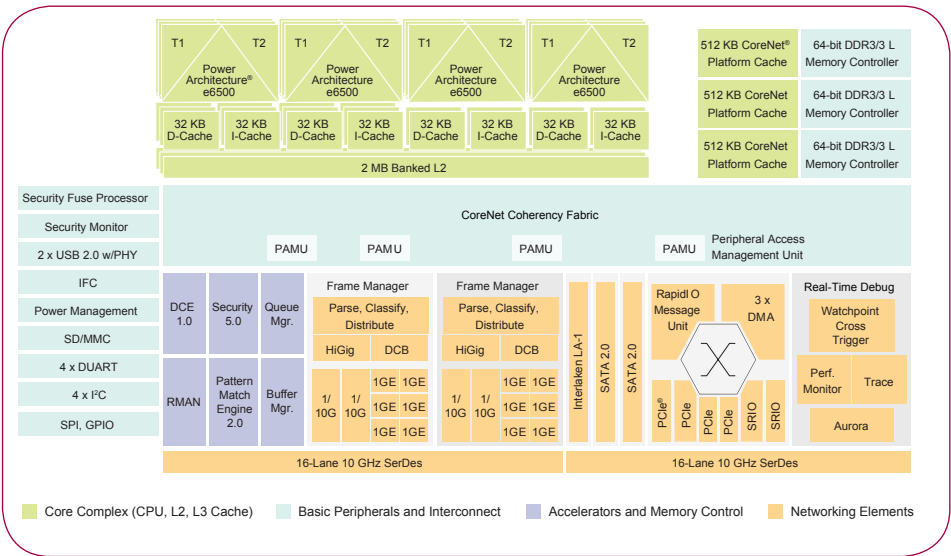 T1 T2 T1 T2 T1 T2 T1 T2
Power
Architecture®
e6500
Power
Architecture
e6500
Power
Architecture
e6500
Power
Architecture
e6500
32 KB
D-Cache
32 KB
I-Cache
32 KB
D-Cache
32 KB
I-Cache
32 KB
D-Cache
32 KB
I-Cache
32 KB
D-Cache
32 KB
I-Cache
2 MB Banked L2
512 KB CoreNet®
Platform Cache
64-bit DDR3/3 L
Memory Controller
512 KB CoreNet
Platform Cache
64-bit DDR3/3 L
Memory Controller
512 KB CoreNet
Platform Cache
64-bit DDR3/3 L
Memory Controller
Security Fuse Processor
Security Monitor
2 x USB 2.0 w/PHY
IFC
Power Management
SD/MMC
4 x DUART
4 x I²C
SPI, GPIO
CoreNet Coherency Fabric
PAMU
PAMU
PAMU
PAMU
Peripheral Access
Management Unit
DCE
1.0
Security
5.0
Queue
Mgr.
RMAN
Pattern
Match
Engine
2.0
Buffer
Mgr.
Frame Manager
Parse, Classify,
Distribute
HiGig
DCB
1/
10G
1/
10G
1GE 1GE
1GE 1GE
1GE 1GE
Frame Manager
Parse, Classify,
Distribute
HiGig
DCB
1/
10G
1/
10G
1GE 1GE
1GE 1GE
1GE 1GE
Interlaken LA-1
SATA 2.0
SATA 2.0
RapidI O
Message
Unit
3 x
DMA
PCIe®
PCIe
PCIe
PCIe
SRIO
SRIO
Real-Time Debug
Watchpoint
Cross
Trigger
Perf.
Monitor
Trace
Aurora
16-Lane 10 GHz SerDes
16-Lane 10 GHz SerDes
Core Complex (CPU, L2, L3 Cache)
Basic Peripherals and Interconnect
Accelerators and Memory Control
Networking Elements